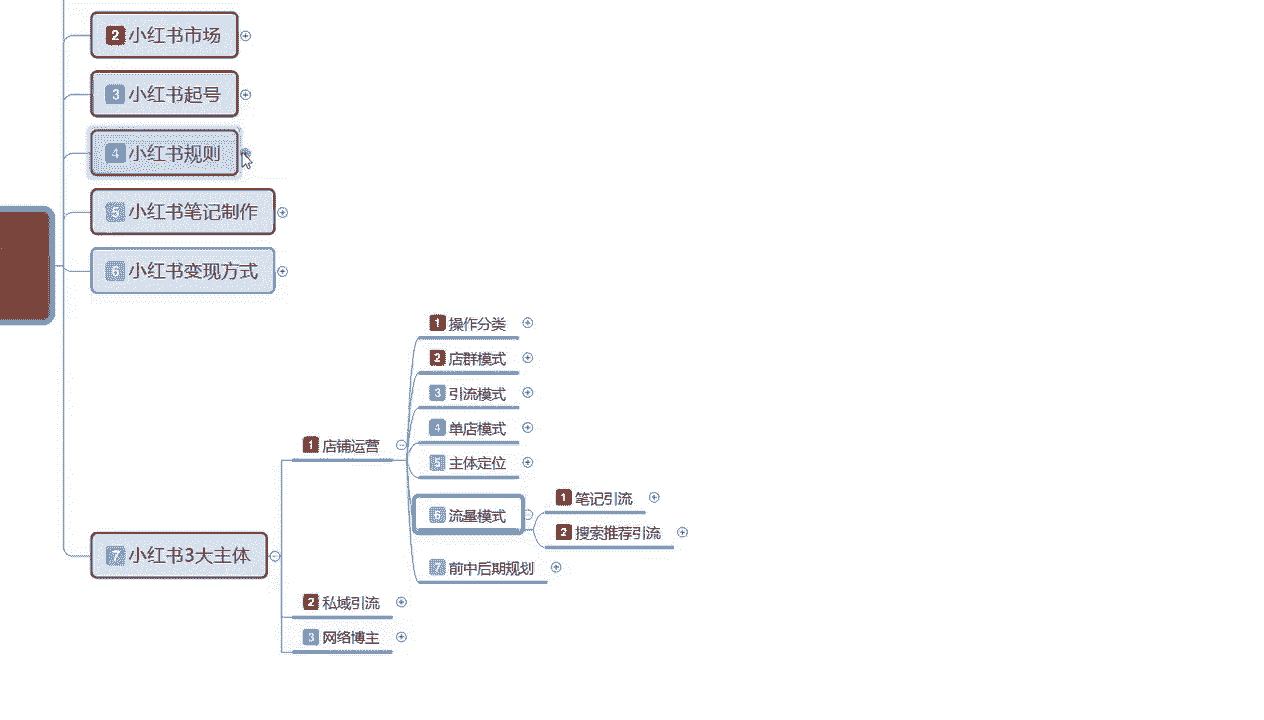 2 小红书市场
3 小红书起号
4 小红书规则
5 小红书笔记制作
6 小红书变现方式
7 小红书3大主体
1 店铺运营
1 操作分类
2 店群模式
3 引流模式
4 单店模式
5 主体定位
6 流量模式
1 笔记引流
2 搜索推荐引流
7 前中后期规划
2 私域引流
3 网络博主